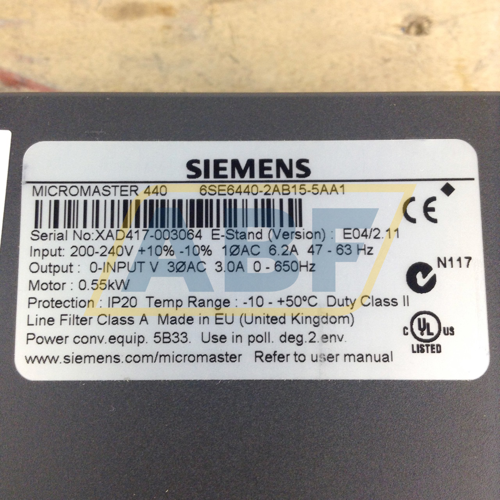 SIEMENS
MICROMASTER 440 6SE6440-2AB15-5AA1
Serial No:XAD417-003064 E-Stand (Version) : E04/2.11
Input: 200-240V +10% -10% 1ØAC 6.2A 47 - 63 Hz
Output : 0-INPUT V 3ØAC 3.0A 0 - 650Hz
Motor : 0.55kW
Protection : IP20 Temp Range : -10 - +50ºC Duty Class II
Line Filter Class A Made in EU (United Kingdom)
Power conv.equip. 5B33. Use in poll. deg.2.env.
www.siemens.com/micromaster Refer to user manual
CE
N117
C UL US
LISTED
ABF